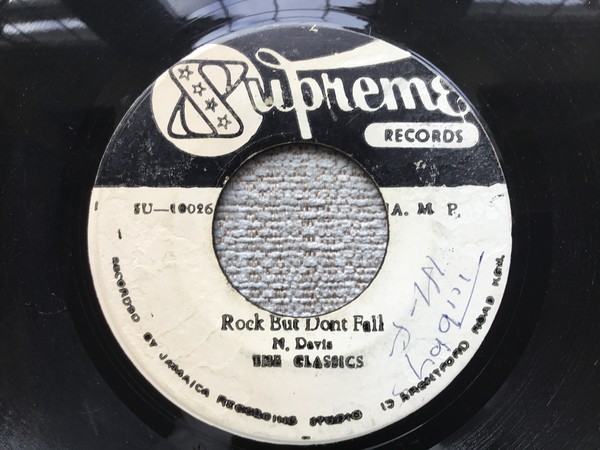 Supreme
RECORDS
SU—10026 A. M P.
Rock But Dont Fall
N. Davis
THE CLASSICS
RECORDED BY JAMAICA RECORDING STUDIO 13 BRENTFORD ROAD KGN.